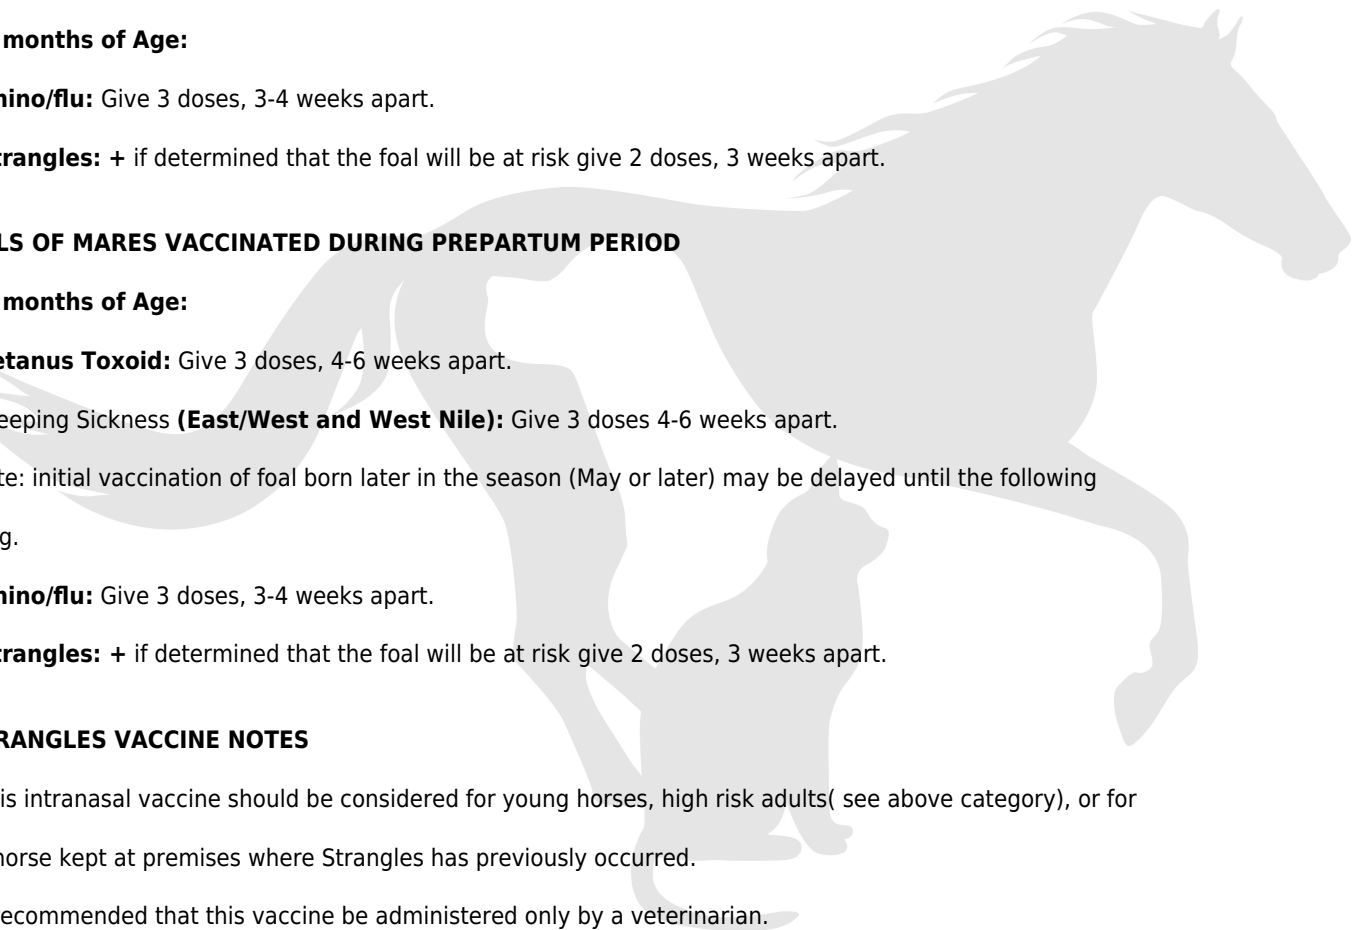 months of Age:
nino/flu: Give 3 doses, 3-4 weeks apart.
trangles: + if determined that the foal will be at risk give 2 doses, 3 weeks apart.
LS OF MARES VACCINATED DURING PREPARTUM PERIOD
months of Age:
etanus Toxoid: Give 3 doses, 4-6 weeks apart.
eeping Sickness (East/West and West Nile): Give 3 doses 4-6 weeks apart.
te: initial vaccination of foal born later in the season (May or later) may be delayed until the following
g.
nino/flu: Give 3 doses, 3-4 weeks apart.
trangles: + if determined that the foal will be at risk give 2 doses, 3 weeks apart.
RANGLES VACCINE NOTES
is intranasal vaccine should be considered for young horses, high risk adults( see above category), or for
horse kept at premises where Strangles has previously occurred.
ecommended that this vaccine be administered only by a veterinarian.